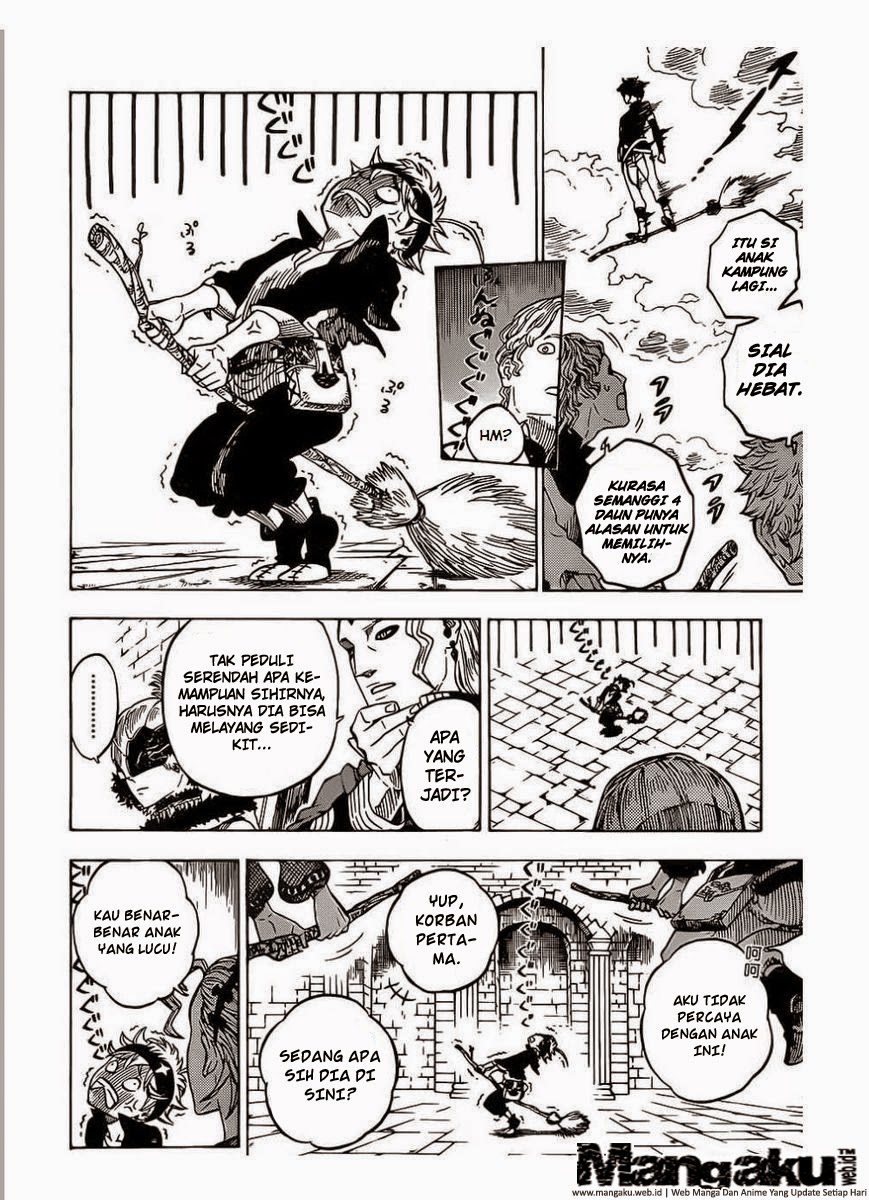 ITU SI
ANAK
KAMPUNG
LAGI...
SIAL
DIA
HEBAT.
KURASA
SEMANGGI 4
DAUN PUNYA
ALASAN UNTUK
MEMILIH-
NYA.
HM?
APA
YANG
TER-
JADI?
TAK PEDULI
SERENDAH APA KE-
MAMPUAN SIHIRNYA,
HARUSNYA DIA BISA
MELAYANG SEDI-
KIT...
.........
AKU TIDAK
PERCAYA
DENGAN ANAK
INI!
YUP,
KORBAN
PERTA-
MA.
SEDANG APA
SIH DIA DI
SINI?
KAU BENAR-
BENAR ANAK
YANG LUCU!
Mangaku
web.id
www.mangaku.web.id | Web Manga Dan Anime Yang Update Setiap Hari